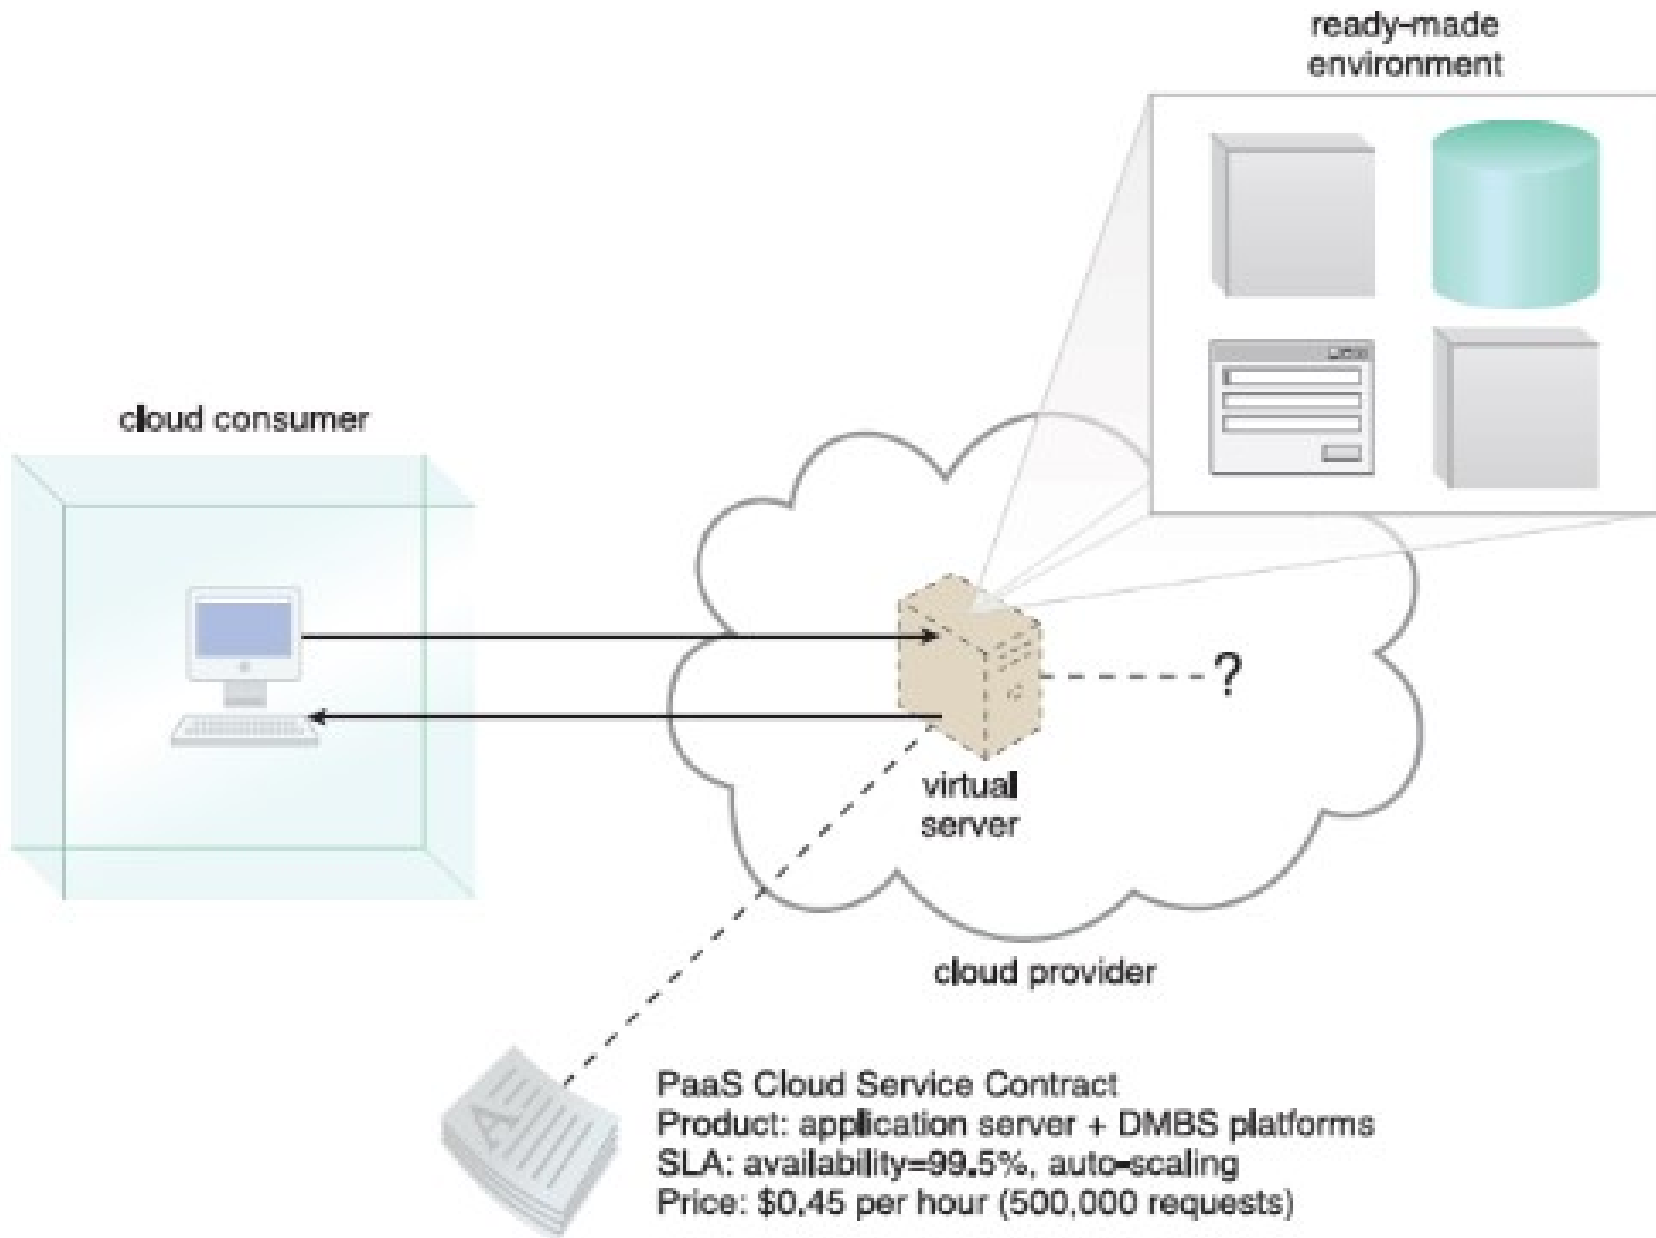 ready-made
environment
cloud consumer
?
virtual
server
cloud provider
A
PaaS Cloud Service Contract
Product: application server + DMBS platforms
SLA: availability=99.5%, auto-scaling
Price: $0.45 per hour (500,000 requests)